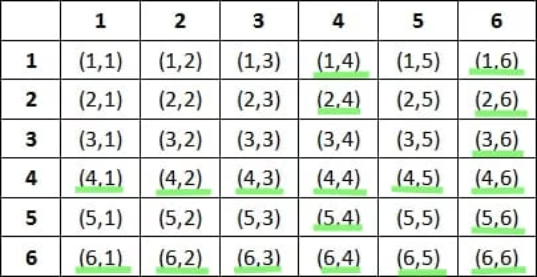 1 2 3 4 5 6
1 (1,1) (1,2) (1,3) (1,4) (1,5) (1,6)
2 (2,1) (2,2) (2,3) (2,4) (2,5) (2,6)
3 (3,1) (3,2) (3,3) (3,4) (3,5) (3,6)
4 (4,1) (4,2) (4,3) (4,4) (4,5) (4,6)
5 (5,1) (5,2) (5,3) (5,4) (5,5) (5,6)
6 (6,1) (6,2) (6,3) (6,4) (6,5) (6,6)